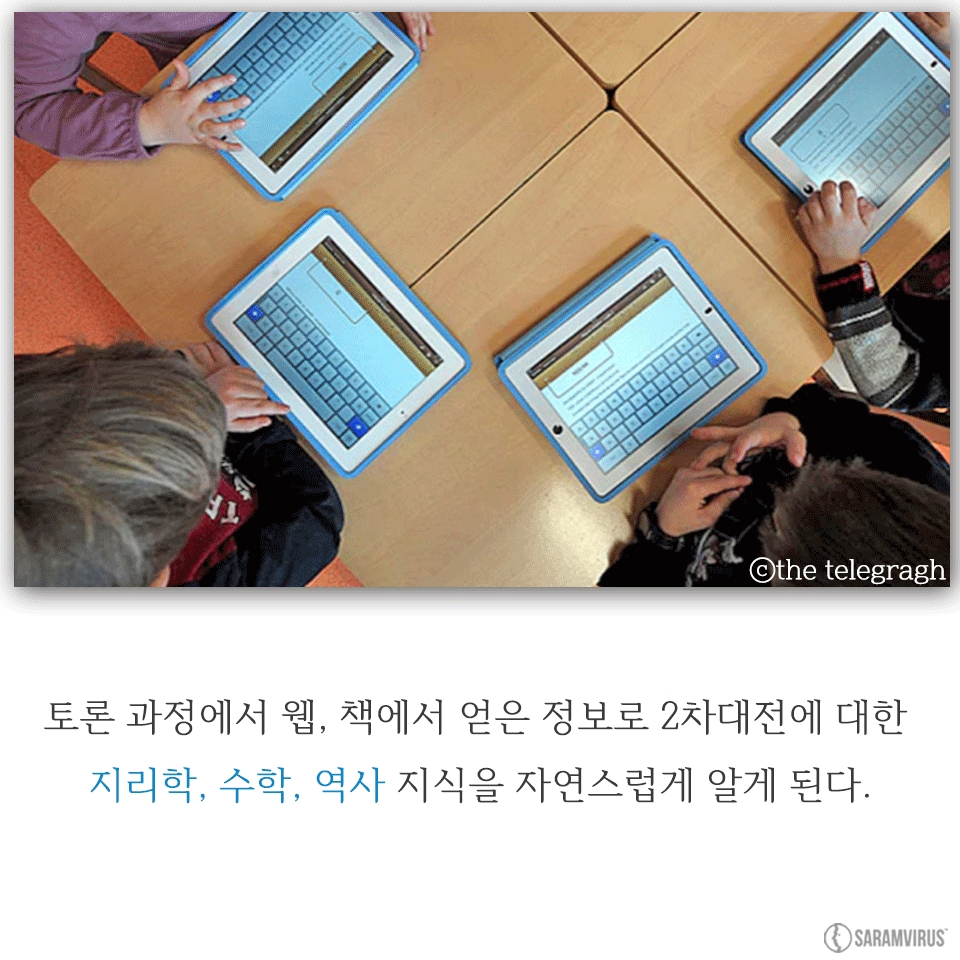 ⓒthe telegragh
토론 과정에서 웹, 책에서 얻은 정보로 2차대전에 대한
지리학, 수학, 역사 지식을 자연스럽게 알게 된다.
SARAMVIRUS